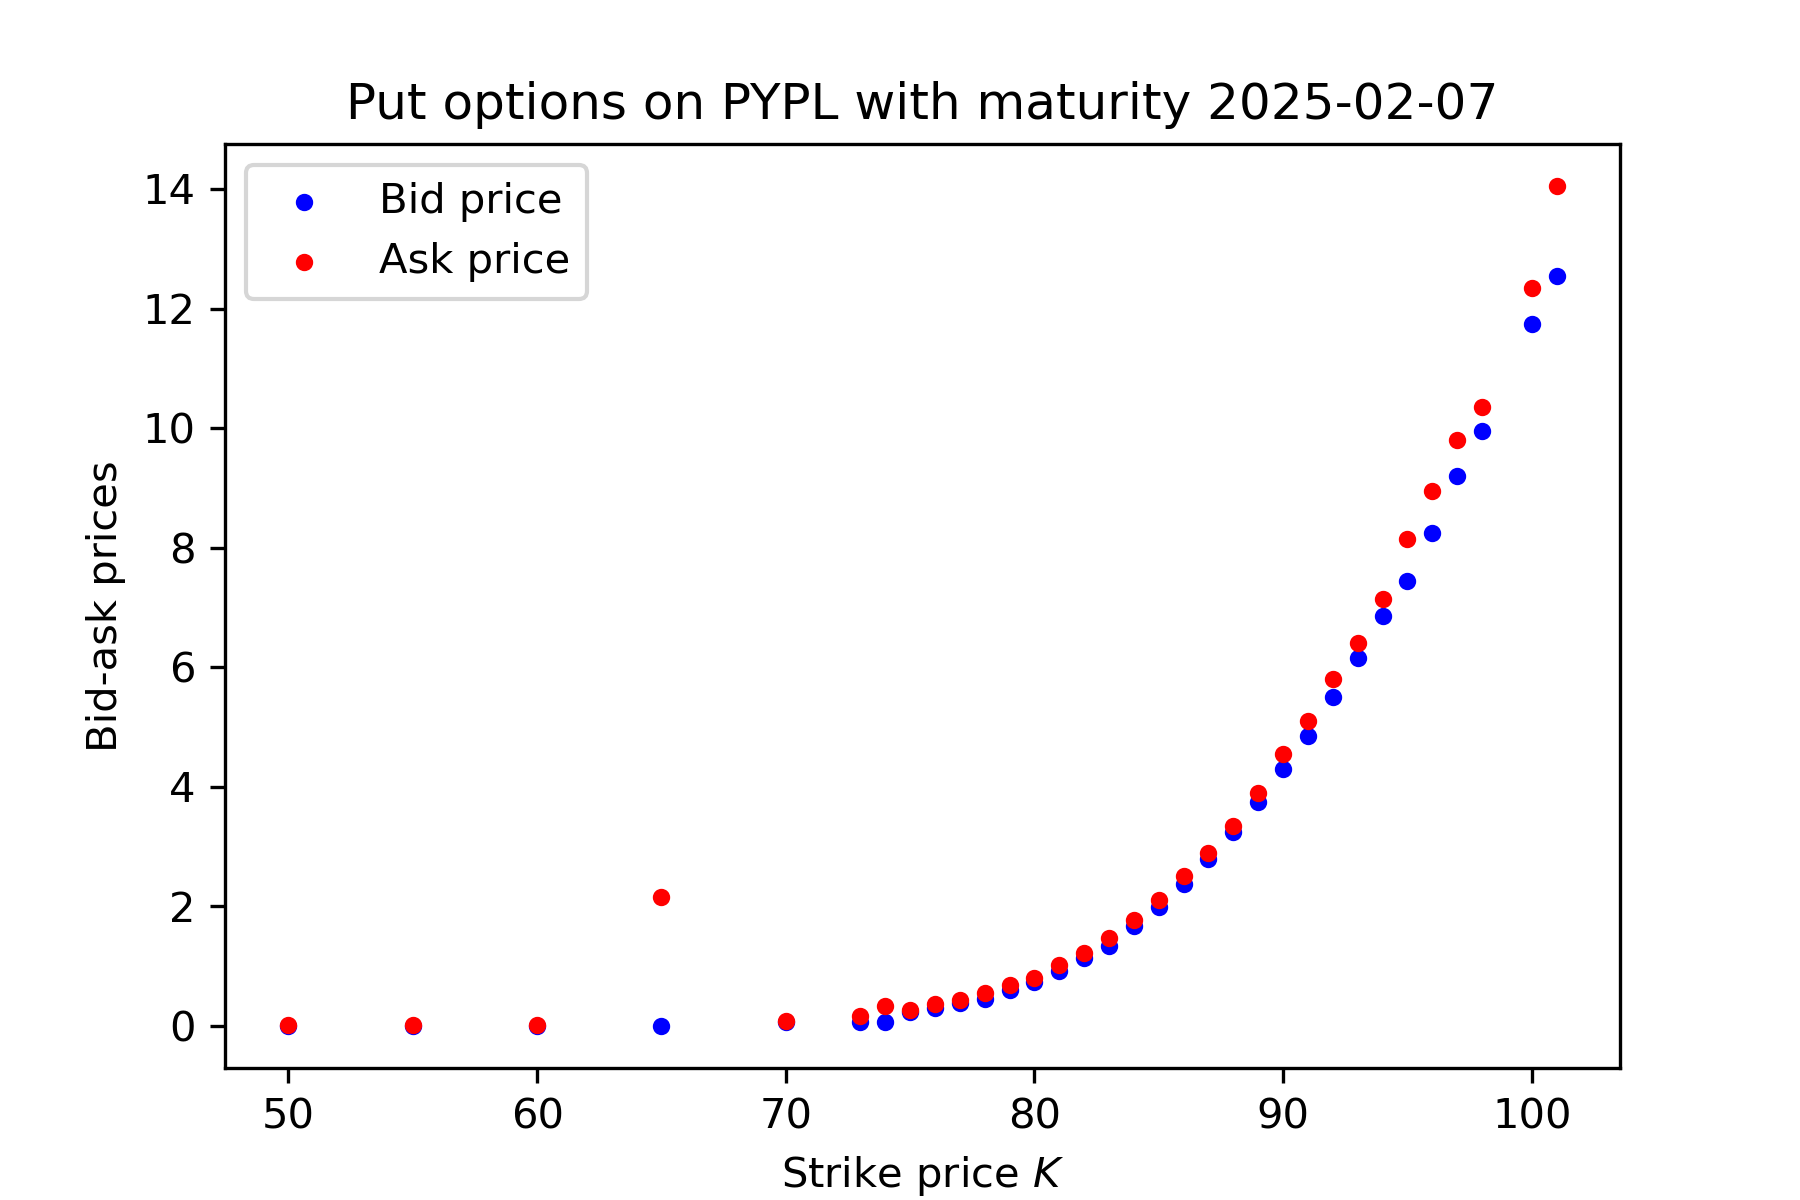 Put options on PYPL with maturity 2025-02-07
Bid price
Ask price
14
12
10
8
6
4
2
0
Bid-ask prices
50 60 70 80 90 100
Strike price K